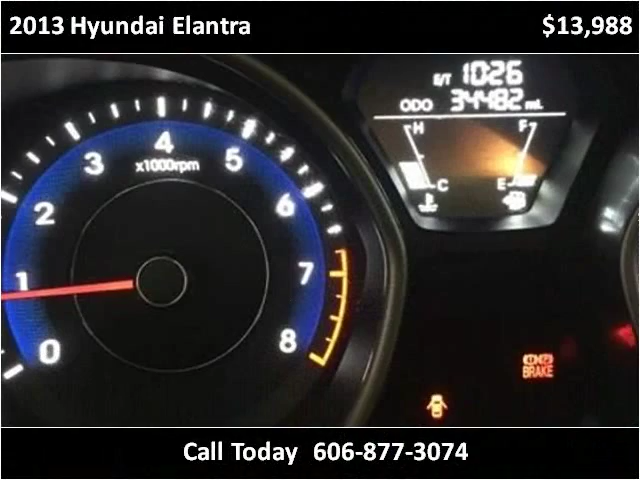 2013 Hyundai Elantra $13,988
E/T 1026
ODO 34482 mi.
H F
C E
0 1 2 3 4 5 6 7 8
x1000rpm
BRAKE
Call Today 606-877-3074